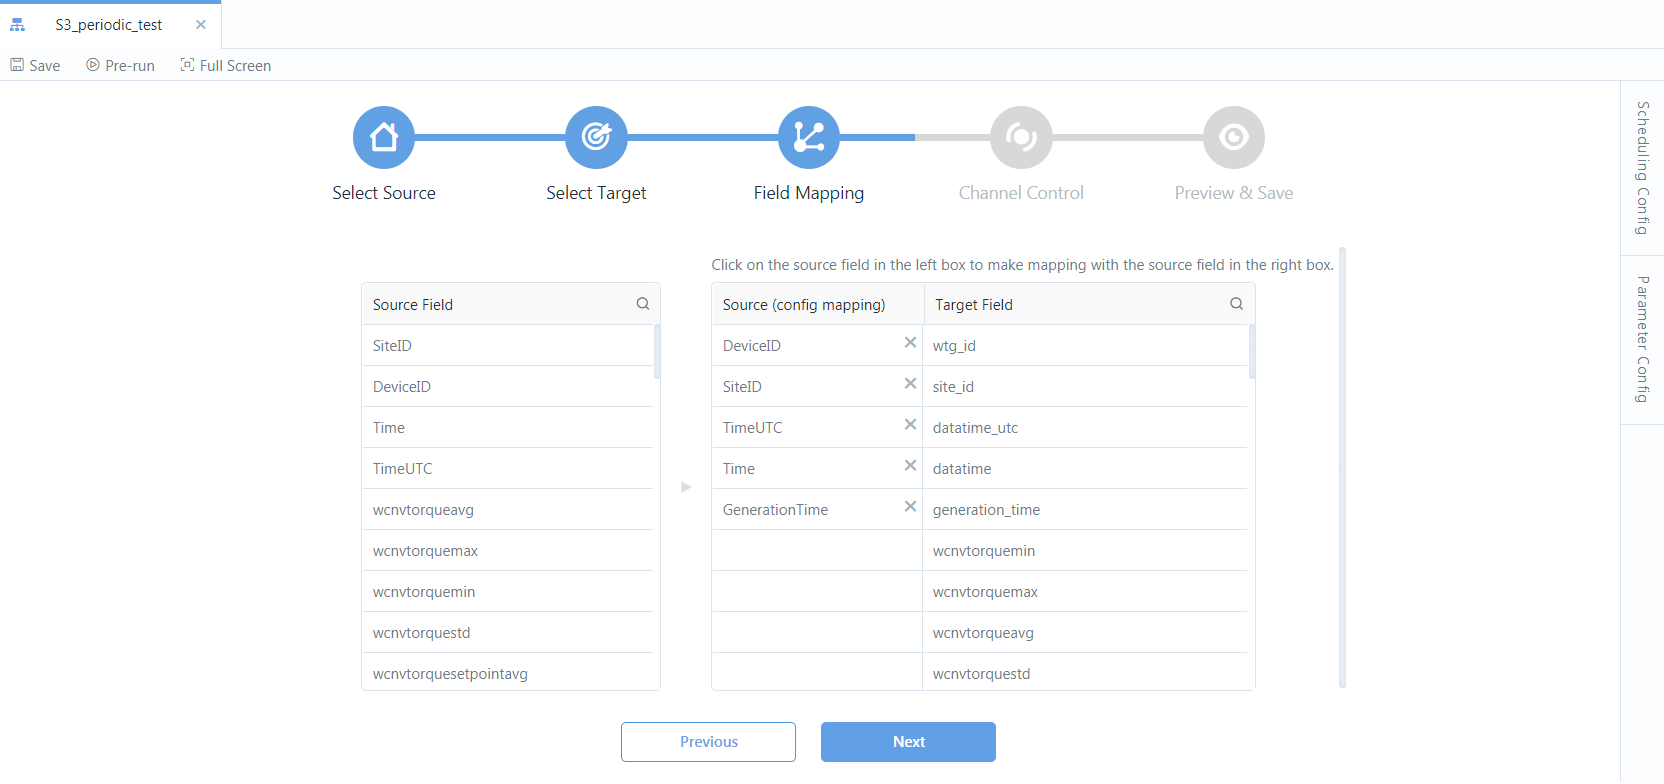 S3_periodic_test
Save Pre-run Full Screen
Select Source Select Target Field Mapping Channel Control Preview & Save
Scheduling Config
Parameter Config
Click on the source field in the left box to make mapping with the source field in the right box.
Source Field
SiteID
DeviceID
Time
TimeUTC
wcnvtorqueavg
wcnvtorquemax
wcnvtorquemin
wcnvtorquestd
wcnvtorquesetpointavg
Source (config mapping) Target Field
DeviceID wtg_id
SiteID site_id
TimeUTC datatime_utc
Time datatime
GenerationTime generation_time
wcnvtorquemin
wcnvtorquemax
wcnvtorqueavg
wcnvtorquestd
Previous Next